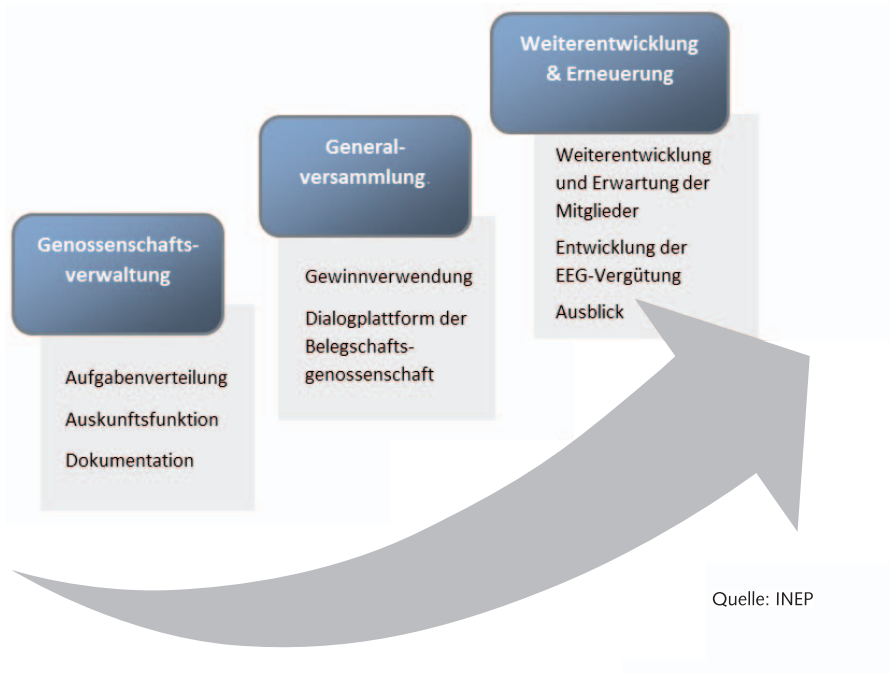 Genossenschafts-
verwaltung
Aufgabenverteilung
Auskunftsfunktion
Dokumentation
General-
versammlung.
Gewinnverwendung
Dialogplattform der
Belegschafts-
genossenschaft
Weiterentwicklung
& Erneuerung
Weiterentwicklung
und Erwartung der
Mitglieder
Entwicklung der
EEG-Vergütung
Ausblick
Quelle: INEP